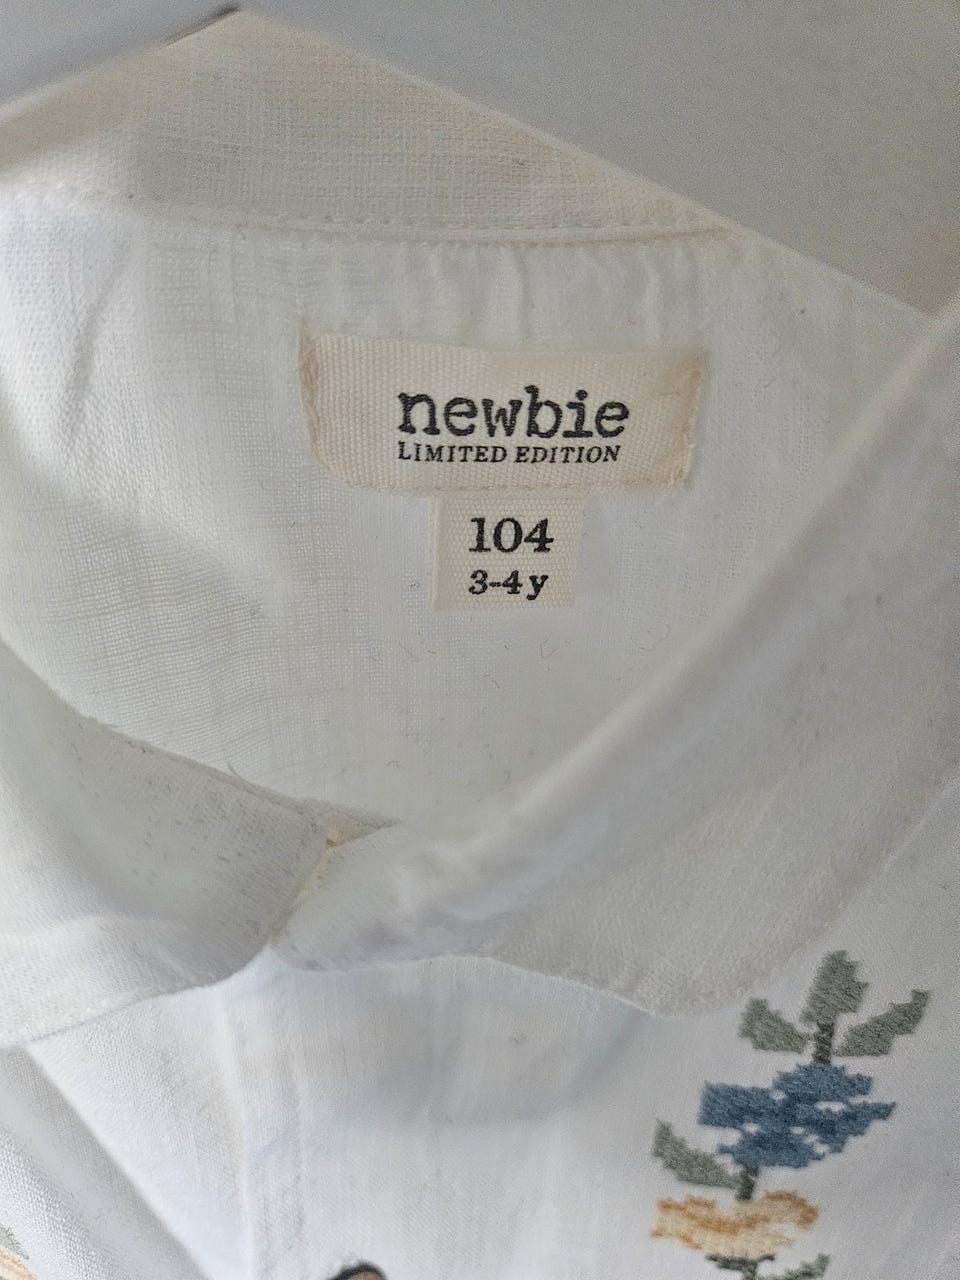 newbie
LIMITED EDITION
104
3-4 y